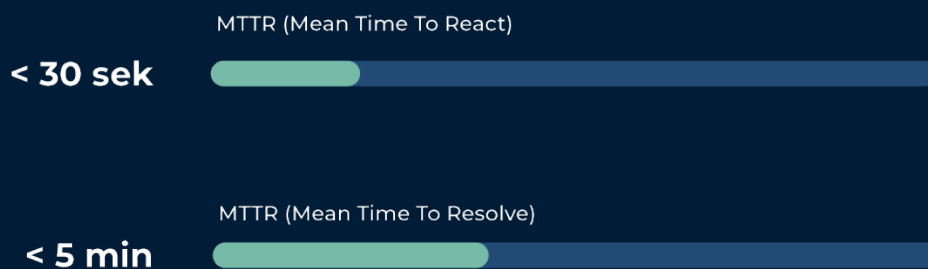 MTTR (Mean Time To React)
< 30 sek
MTTR (Mean Time To Resolve)
< 5 min